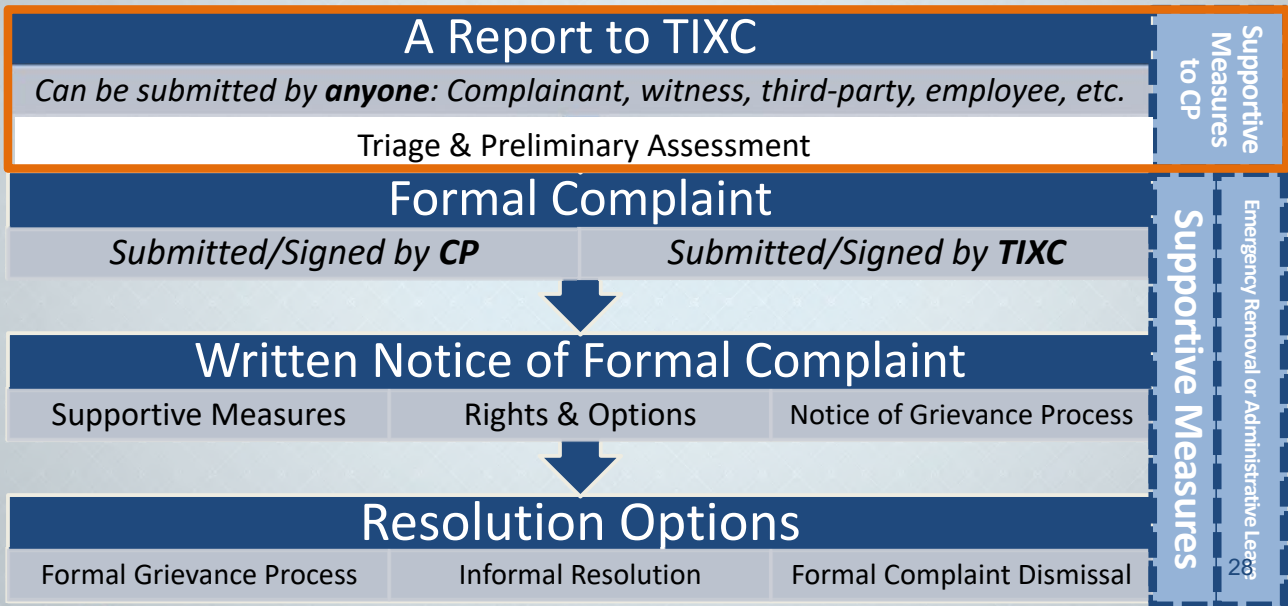 A Report to TIXC
Can be submitted by anyone: Complainant, witness, third-party, employee, etc.
Triage & Preliminary Assessment
Supportive
Measures
to CP
Formal Complaint
Submitted/Signed by CP
Submitted/Signed by TIXC
Written Notice of Formal Complaint
Supportive Measures
Rights & Options
Notice of Grievance Process
Resolution Options
Formal Grievance Process
Informal Resolution
Formal Complaint Dismissal
Supportive Measures
Emergency Removal or Administrative Leave
28